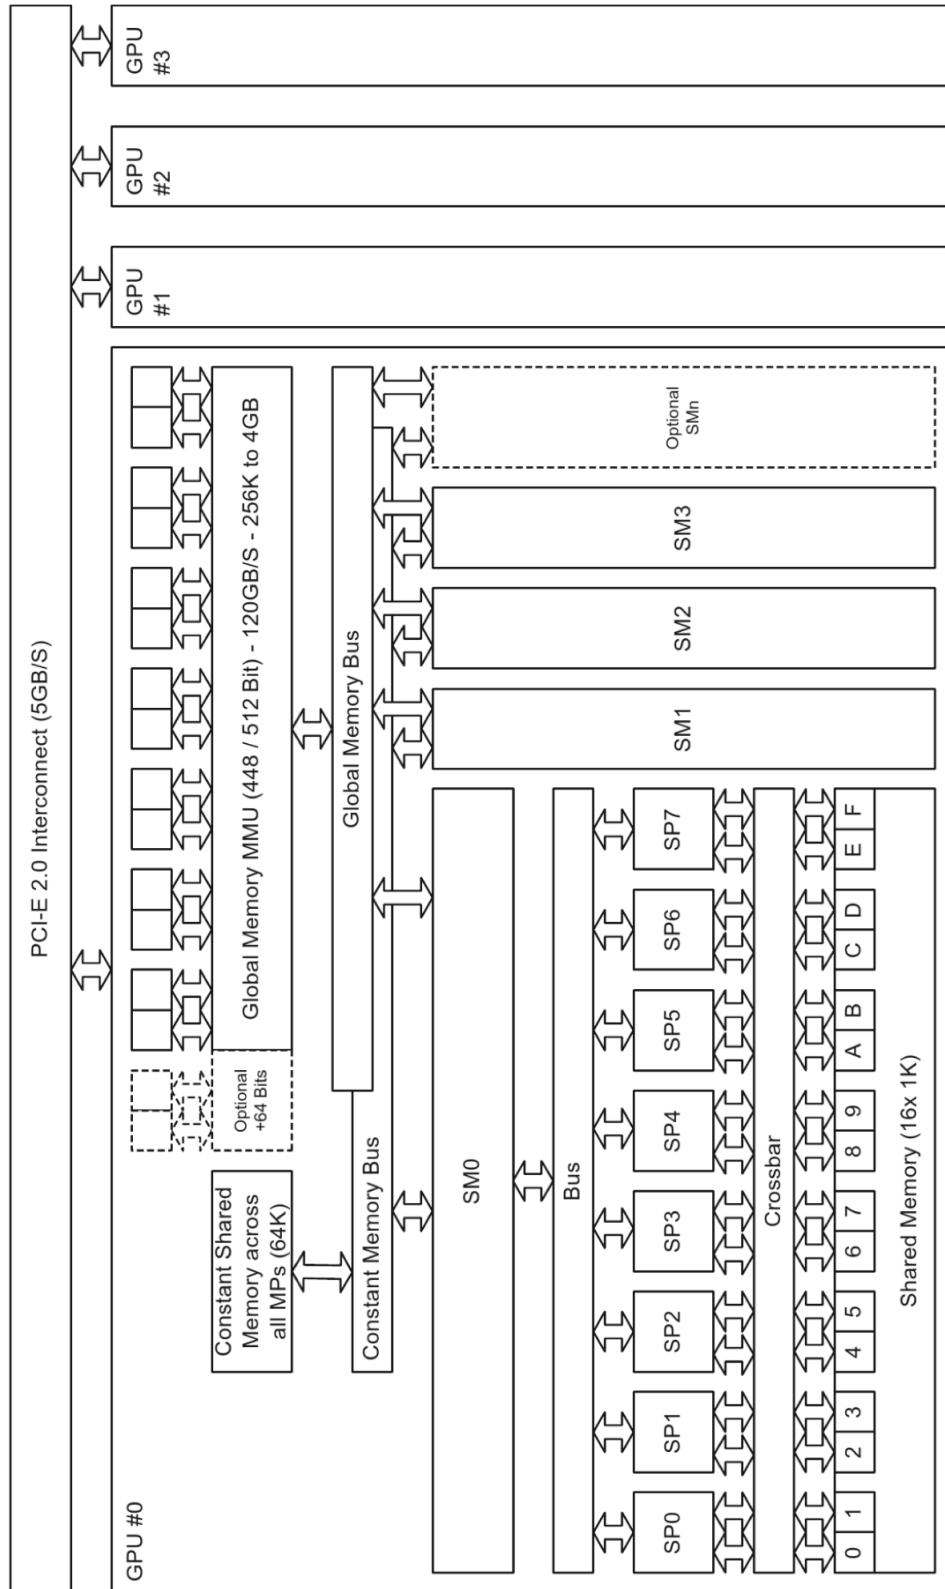 PCI-E 2.0 Interconnect (5GB/S)
GPU #0
GPU
#1
GPU
#2
GPU
#3
Optional
+64 Bits
Global Memory MMU (448 / 512 Bit) - 120GB/S - 256K to 4GB
Constant Shared
Memory across
all MPs (64K)
Global Memory Bus
Constant Memory Bus
SM0
SM1
SM2
SM3
Optional
SMn
Bus
SP0
SP1
SP2
SP3
SP4
SP5
SP6
SP7
Crossbar
0 1 2 3 4 5 6 7 8 9 A B C D E F
Shared Memory (16x 1K)